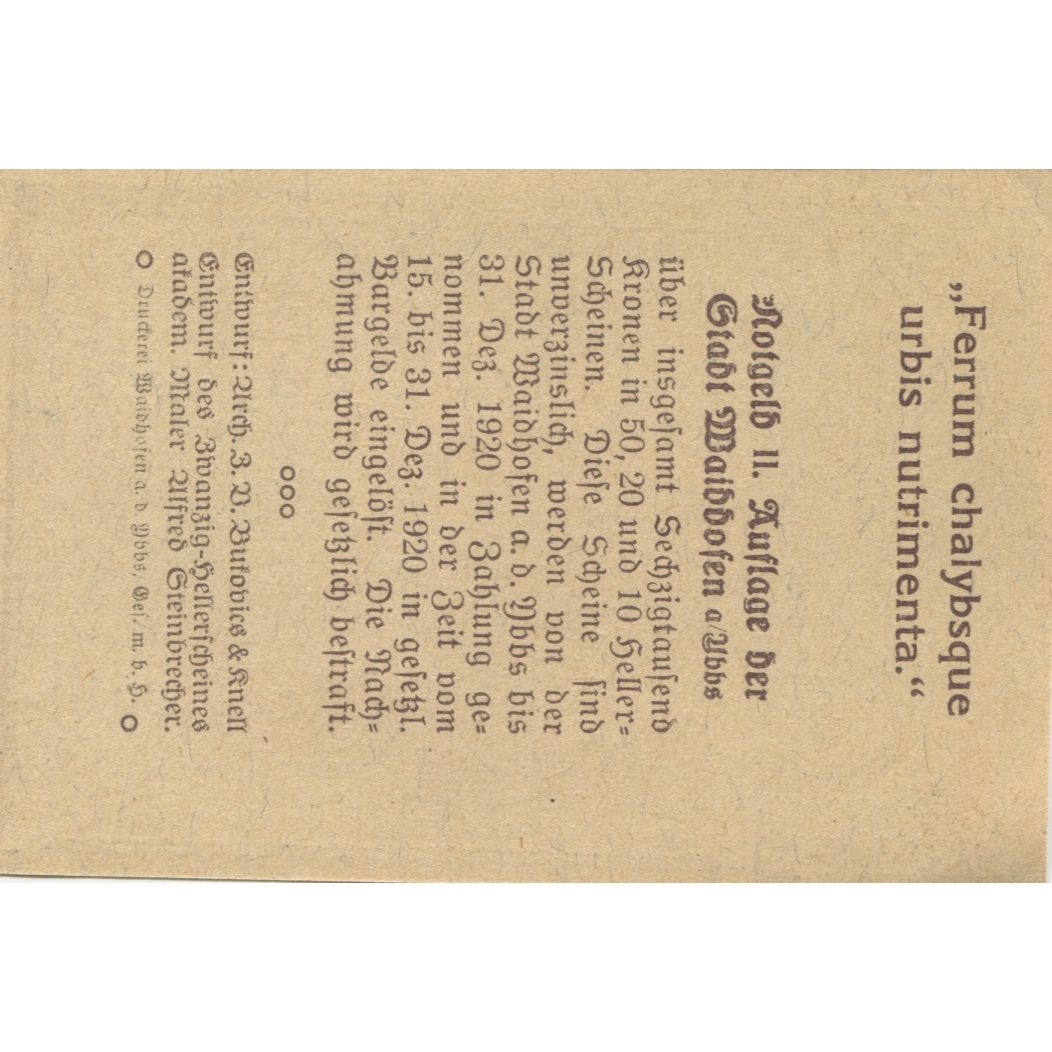 „Ferrum chalybsque
urbis nutrimenta.“
Notgeld II. Auflage der
Stadt Waidhofen a/Ybbs
über insgesamt Sechzigtausend
Kronen in 50, 20 und 10 Heller-
Scheinen. Diese Scheine sind
unverzinslich, werden von der
Stadt Waidhofen a. d. Ybbs bis
31. Dez. 1920 in Zahlung ge-
nommen und in der Zeit vom
15. bis 31. Dez. 1920 in gesetzl.
Bargelde eingelöst. Die Nach-
ahmung wird gesetzlich bestraft.
ooo
Entwurf: Arch. Z. V. Bukovics & Knell
Entwurf des Zwanzig-Hellerscheines
akadem. Maler Alfred Steinbrecher.
o Druckerei Waidhofen a. d Ybbs, Ges. m. b. H. o